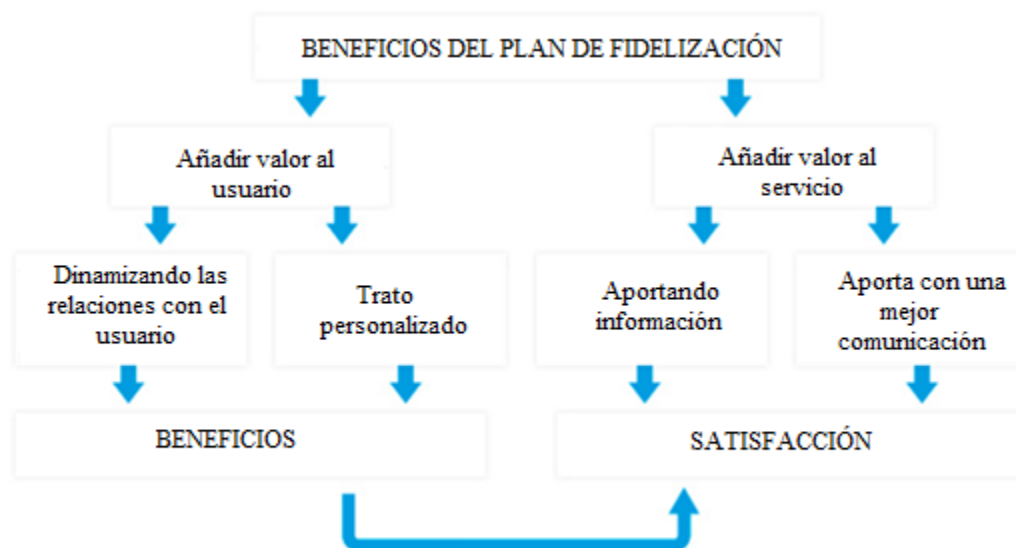 BENEFICIOS DEL PLAN DE FIDELIZACIÓN
Añadir valor al
usuario
Añadir valor al
servicio
Dinamizando las
relaciones con el
usuario
Trato
personalizado
Aportando
información
Aporta con una
mejor
comunicación
BENEFICIOS
SATISFACCIÓN